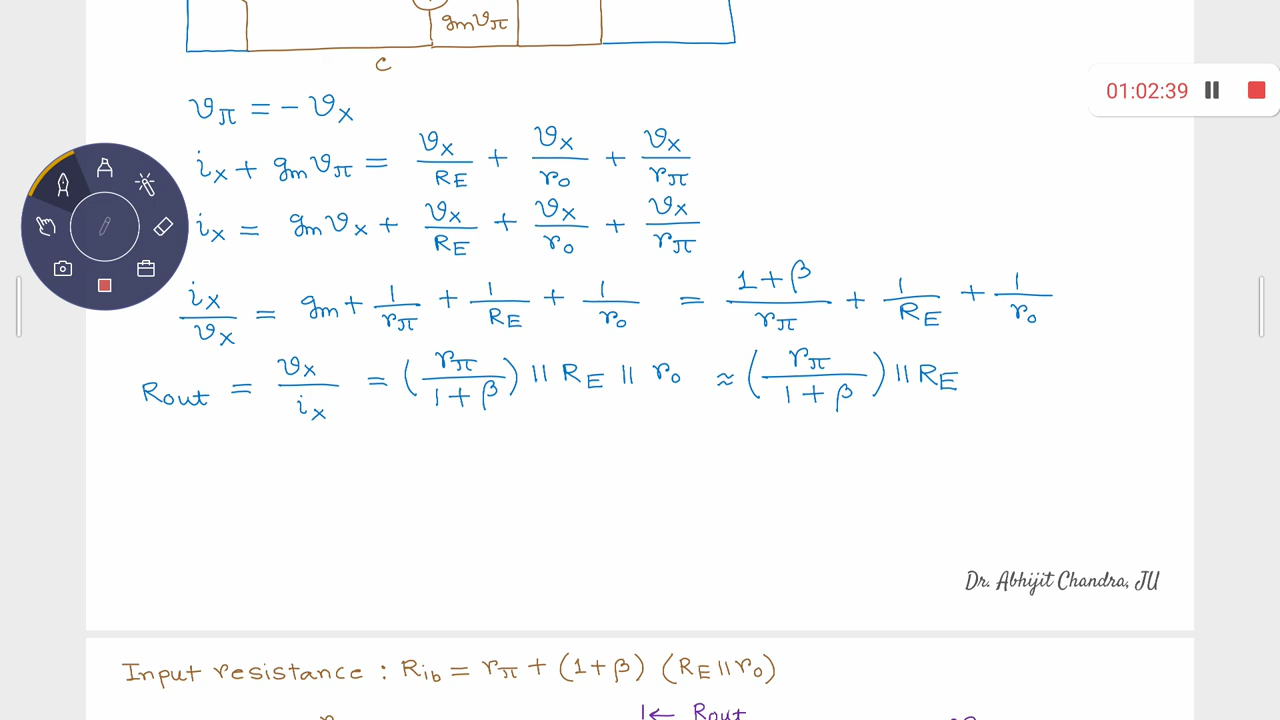 gmvπ
C
01:02:39
vπ = - vx
ix + gmvπ = vx/RE + vx/ro + vx/rπ
ix = gmvx + vx/RE + vx/ro + vx/rπ
ix/vx = gm + 1/rπ + 1/RE + 1/ro = (1+β)/rπ + 1/RE + 1/ro
Rout = vx/ix = (rπ/(1+β)) || RE || ro ≈ (rπ/(1+β)) || RE
Dr. Abhijit Chandra, JU
Input resistance : Rib = rπ + (1+β) (RE || ro)
← Rout